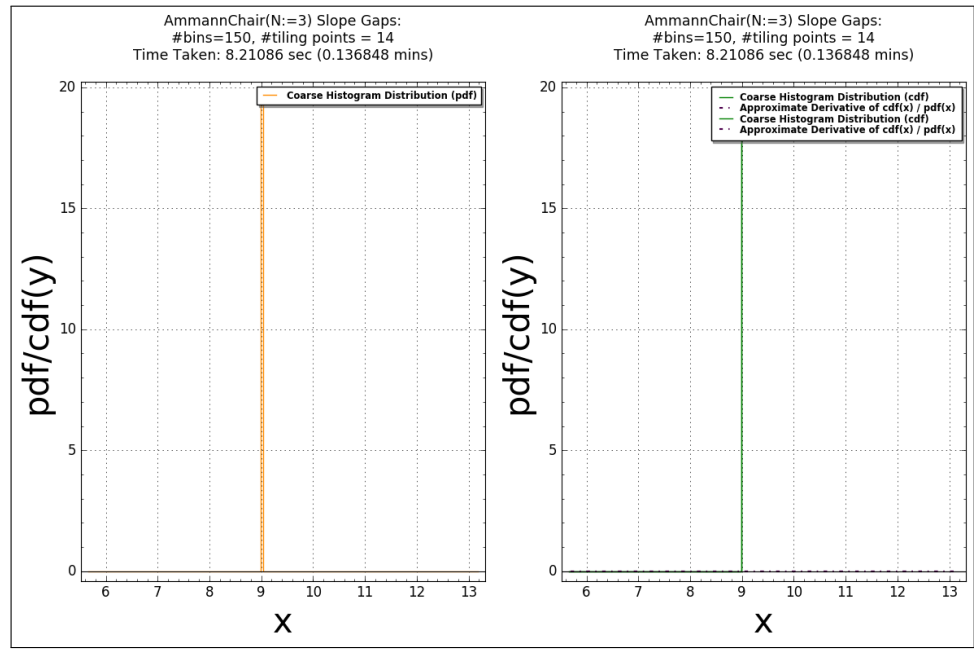 AmmannChair(N:=3) Slope Gaps:
#bins=150, #tiling points = 14
Time Taken: 8.21086 sec (0.136848 mins)
20
15
10
5
0
Coarse Histogram Distribution (pdf)
pdf/cdf(y)
6 7 8 9 10 11 12 13
x
AmmannChair(N:=3) Slope Gaps:
#bins=150, #tiling points = 14
Time Taken: 8.21086 sec (0.136848 mins)
20
15
10
5
0
Coarse Histogram Distribution (cdf)
Approximate Derivative of cdf(x) / pdf(x)
Coarse Histogram Distribution (cdf)
Approximate Derivative of cdf(x) / pdf(x)
pdf/cdf(y)
6 7 8 9 10 11 12 13
x